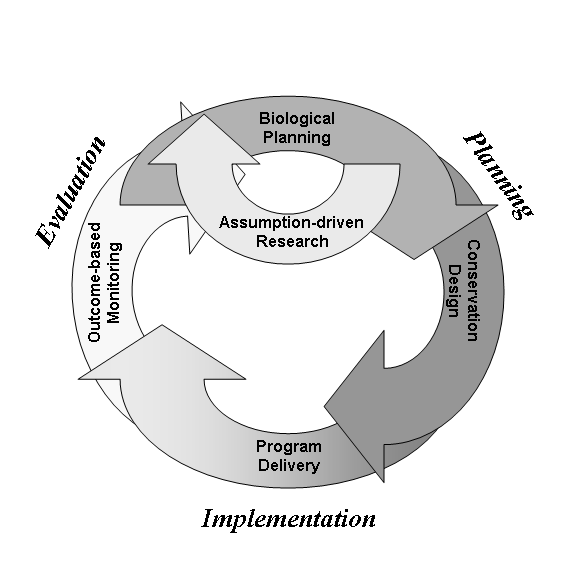 Biological
Planning
Planning
Evaluation
Assumption-driven
Research
Outcome-based
Monitoring
Conservation
Design
Program
Delivery
Implementation